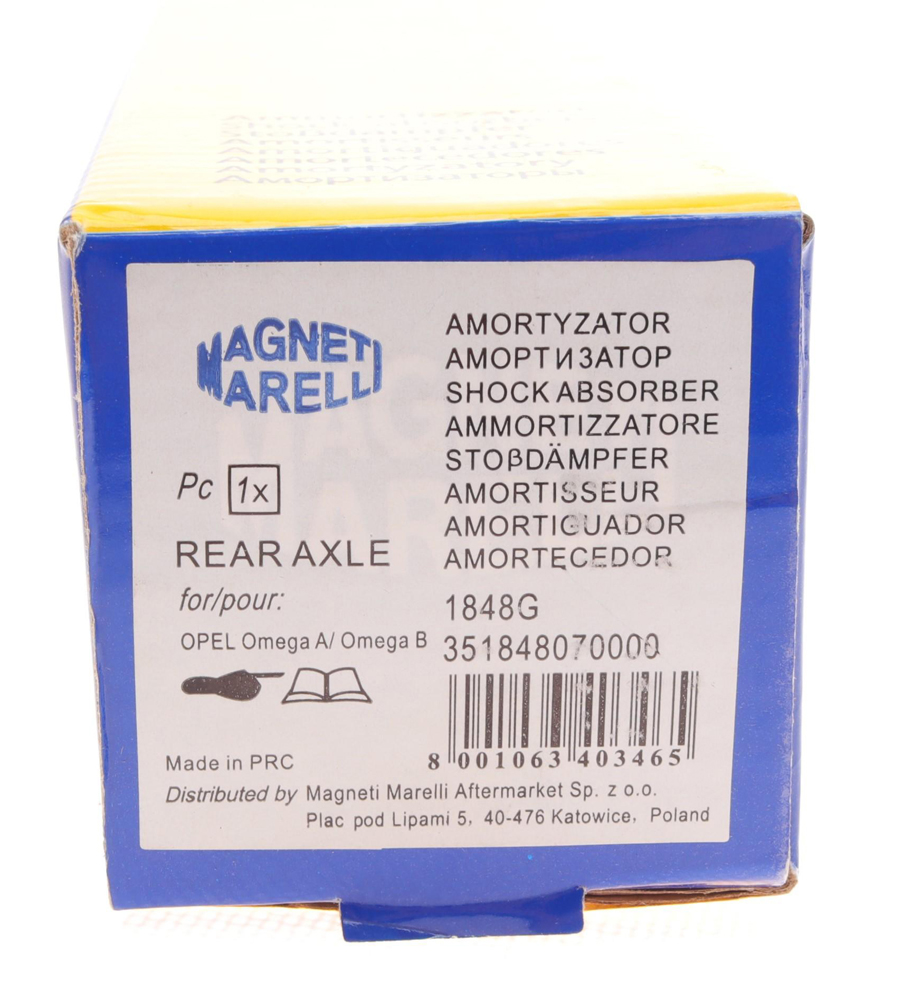 Амортизаторы
MAGNETI
MARELLI
AMORTYZATOR
АМОРТИЗАТОР
SHOCK ABSORBER
AMMORTIZZATORE
STOβDÄMPFER
AMORTISSEUR
AMORTIGUADOR
AMORTECEDOR
Pc 1x
REAR AXLE
for/pour:
OPEL Omega A/ Omega B
1848G
351848070000
8 001063 403465
Made in PRC
Distributed by Magneti Marelli Aftermarket Sp. z o.o.
Plac pod Lipami 5, 40-476 Katowice, Poland